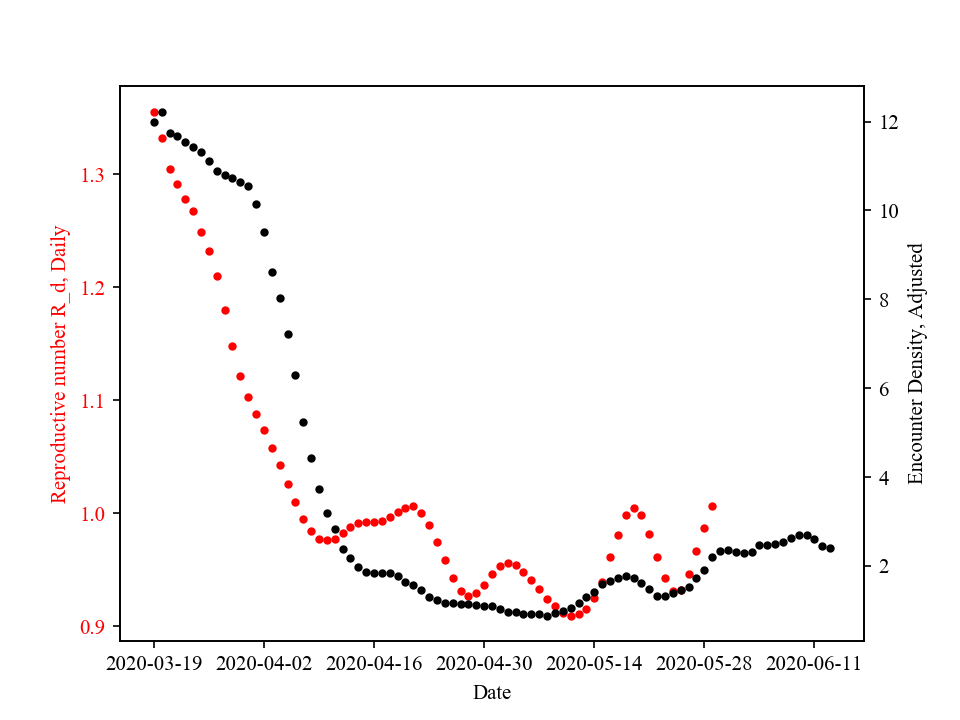 Reproductive number R_d, Daily
1.3
1.2
1.1
1.0
0.9
12
10
8
6
4
2
Encounter Density, Adjusted
2020-03-19 2020-04-02 2020-04-16 2020-04-30 2020-05-14 2020-05-28 2020-06-11
Date